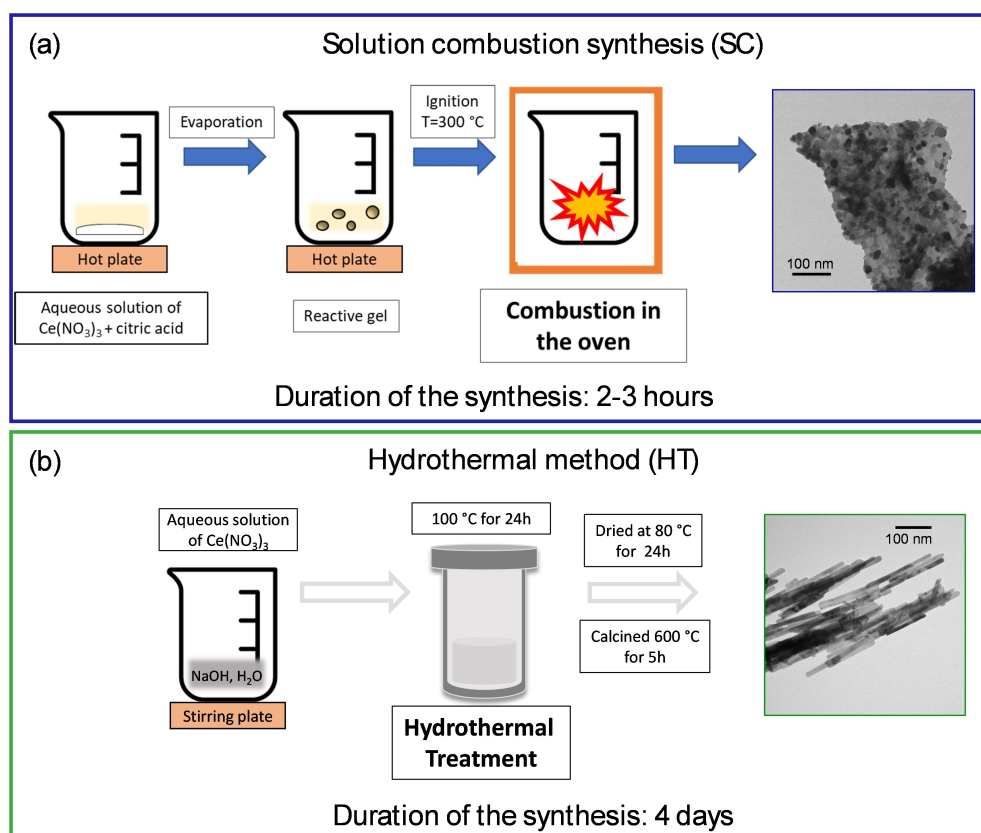 (a)
Solution combustion synthesis (SC)
Evaporation
Ignition
T=300 °C
Hot plate
Hot plate
100 nm
Aqueous solution of
Ce(NO₃)₃ + citric acid
Reactive gel
Combustion in
the oven
Duration of the synthesis: 2-3 hours
(b)
Hydrothermal method (HT)
Aqueous solution
of Ce(NO₃)₃
100 °C for 24h
Dried at 80 °C
for 24h
100 nm
Calcined 600 °C
for 5h
NaOH, H₂O
Stirring plate
Hydrothermal
Treatment
Duration of the synthesis: 4 days